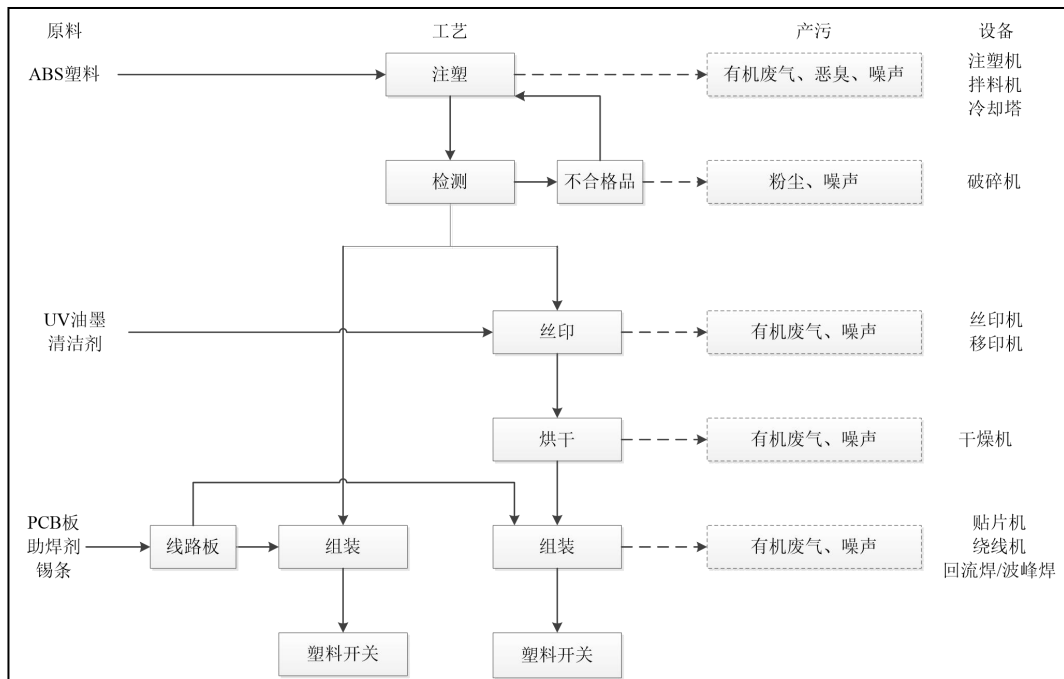 原料
工艺
产污
设备
ABS塑料
注塑
有机废气、恶臭、噪声
注塑机
拌料机
冷却塔
检测
不合格品
粉尘、噪声
破碎机
UV油墨
清洁剂
丝印
有机废气、噪声
丝印机
移印机
烘干
有机废气、噪声
干燥机
PCB板
助焊剂
锡条
线路板
组装
组装
有机废气、噪声
贴片机
绕线机
回流焊/波峰焊
塑料开关
塑料开关